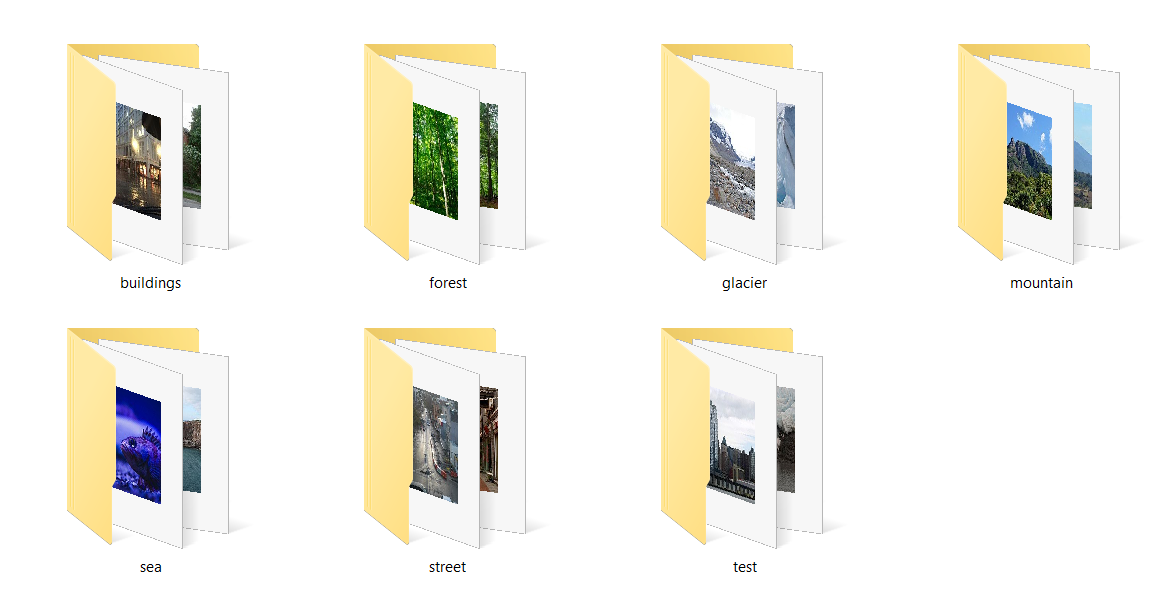 buildings
forest
glacier
mountain
sea
street
test